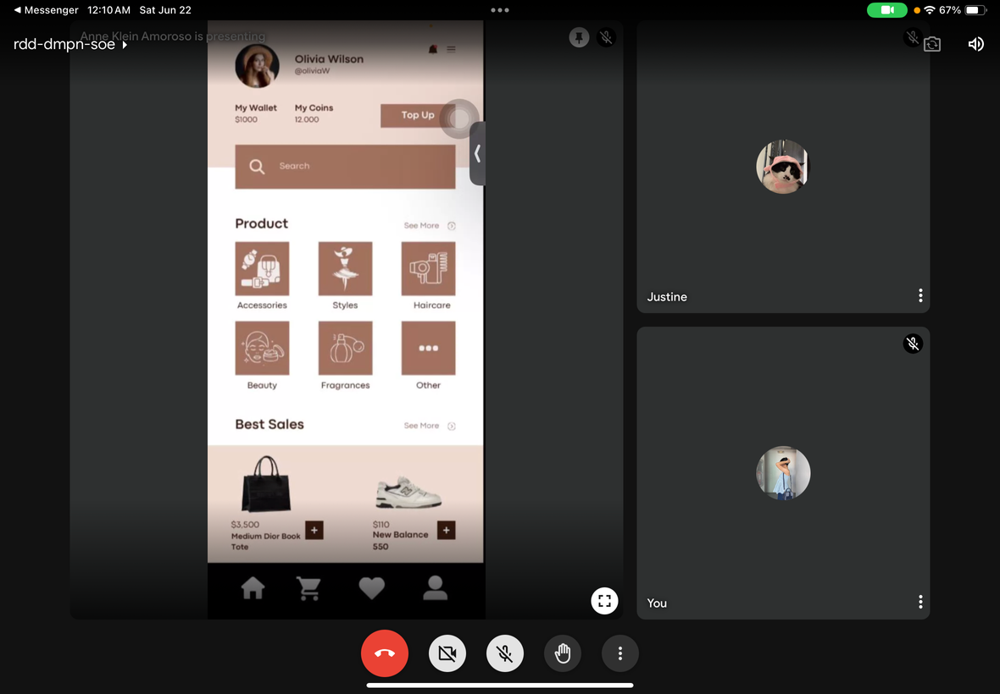 Messenger 12:10 AM Sat Jun 22
67%
Anne Klein Amoroso is presenting
rdd-dmpn-soe
Olivia Wilson
@oliviaW
My Wallet My Coins
$1000 12.000
Top Up
Search
Product See More
Accessories Styles Haircare
Beauty Fragrances Other
Best Sales See More
$3,500
Medium Dior Book
Tote
$110
New Balance
550
Justine
You